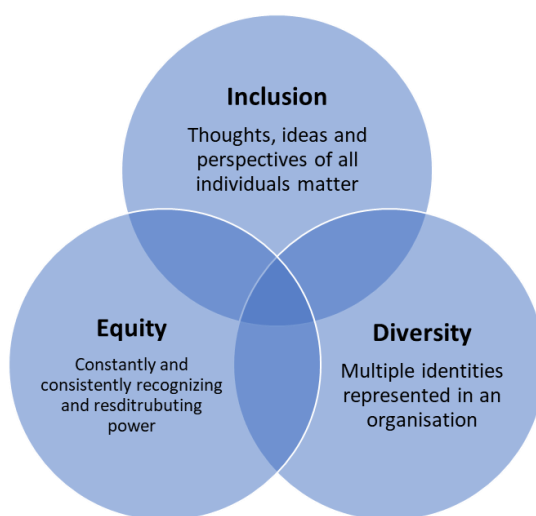 Inclusion
Thoughts, ideas and
perspectives of all
individuals matter
Equity
Constantly and
consistently recognizing
and resditrubuting
power
Diversity
Multiple identities
represented in an
organisation